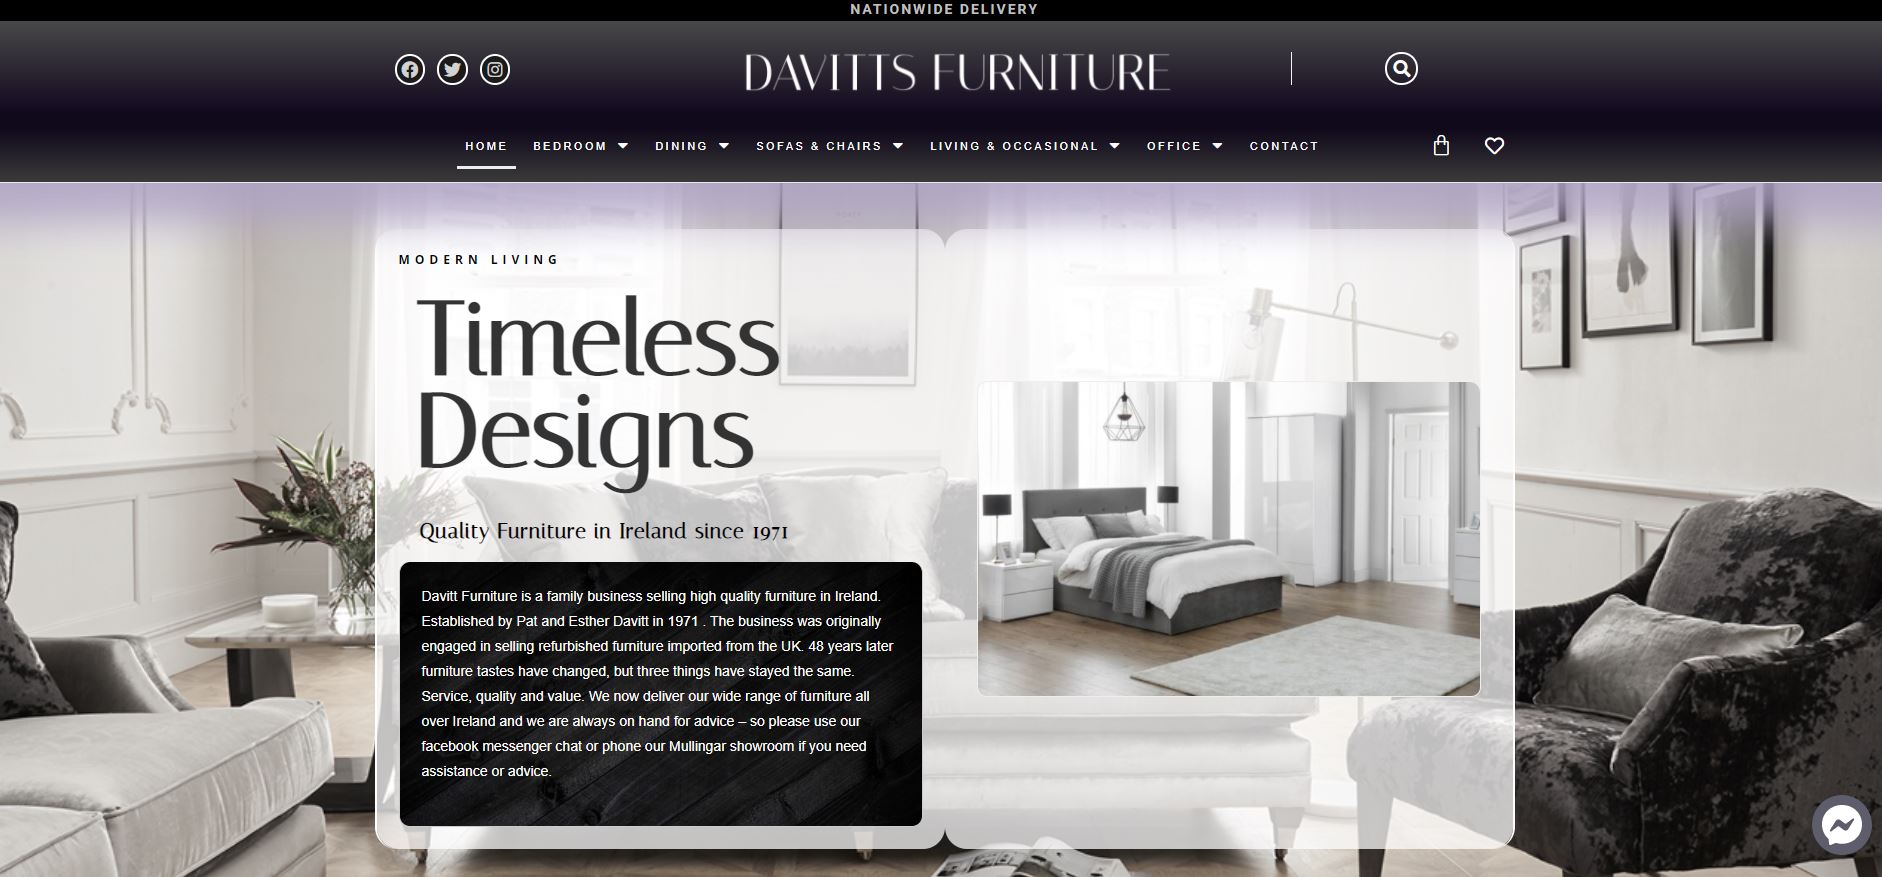 NATIONWIDE DELIVERY
DAVITTS FURNITURE
HOME BEDROOM DINING SOFAS & CHAIRS LIVING & OCCASIONAL OFFICE CONTACT
MODERN LIVING
Timeless
Designs
Quality Furniture in Ireland since 1971
Davitt Furniture is a family business selling high quality furniture in Ireland.
Established by Pat and Esther Davitt in 1971 . The business was originally
engaged in selling refurbished furniture imported from the UK. 48 years later
furniture tastes have changed, but three things have stayed the same.
Service, quality and value. We now deliver our wide range of furniture all
over Ireland and we are always on hand for advice – so please use our
facebook messenger chat or phone our Mullingar showroom if you need
assistance or advice.